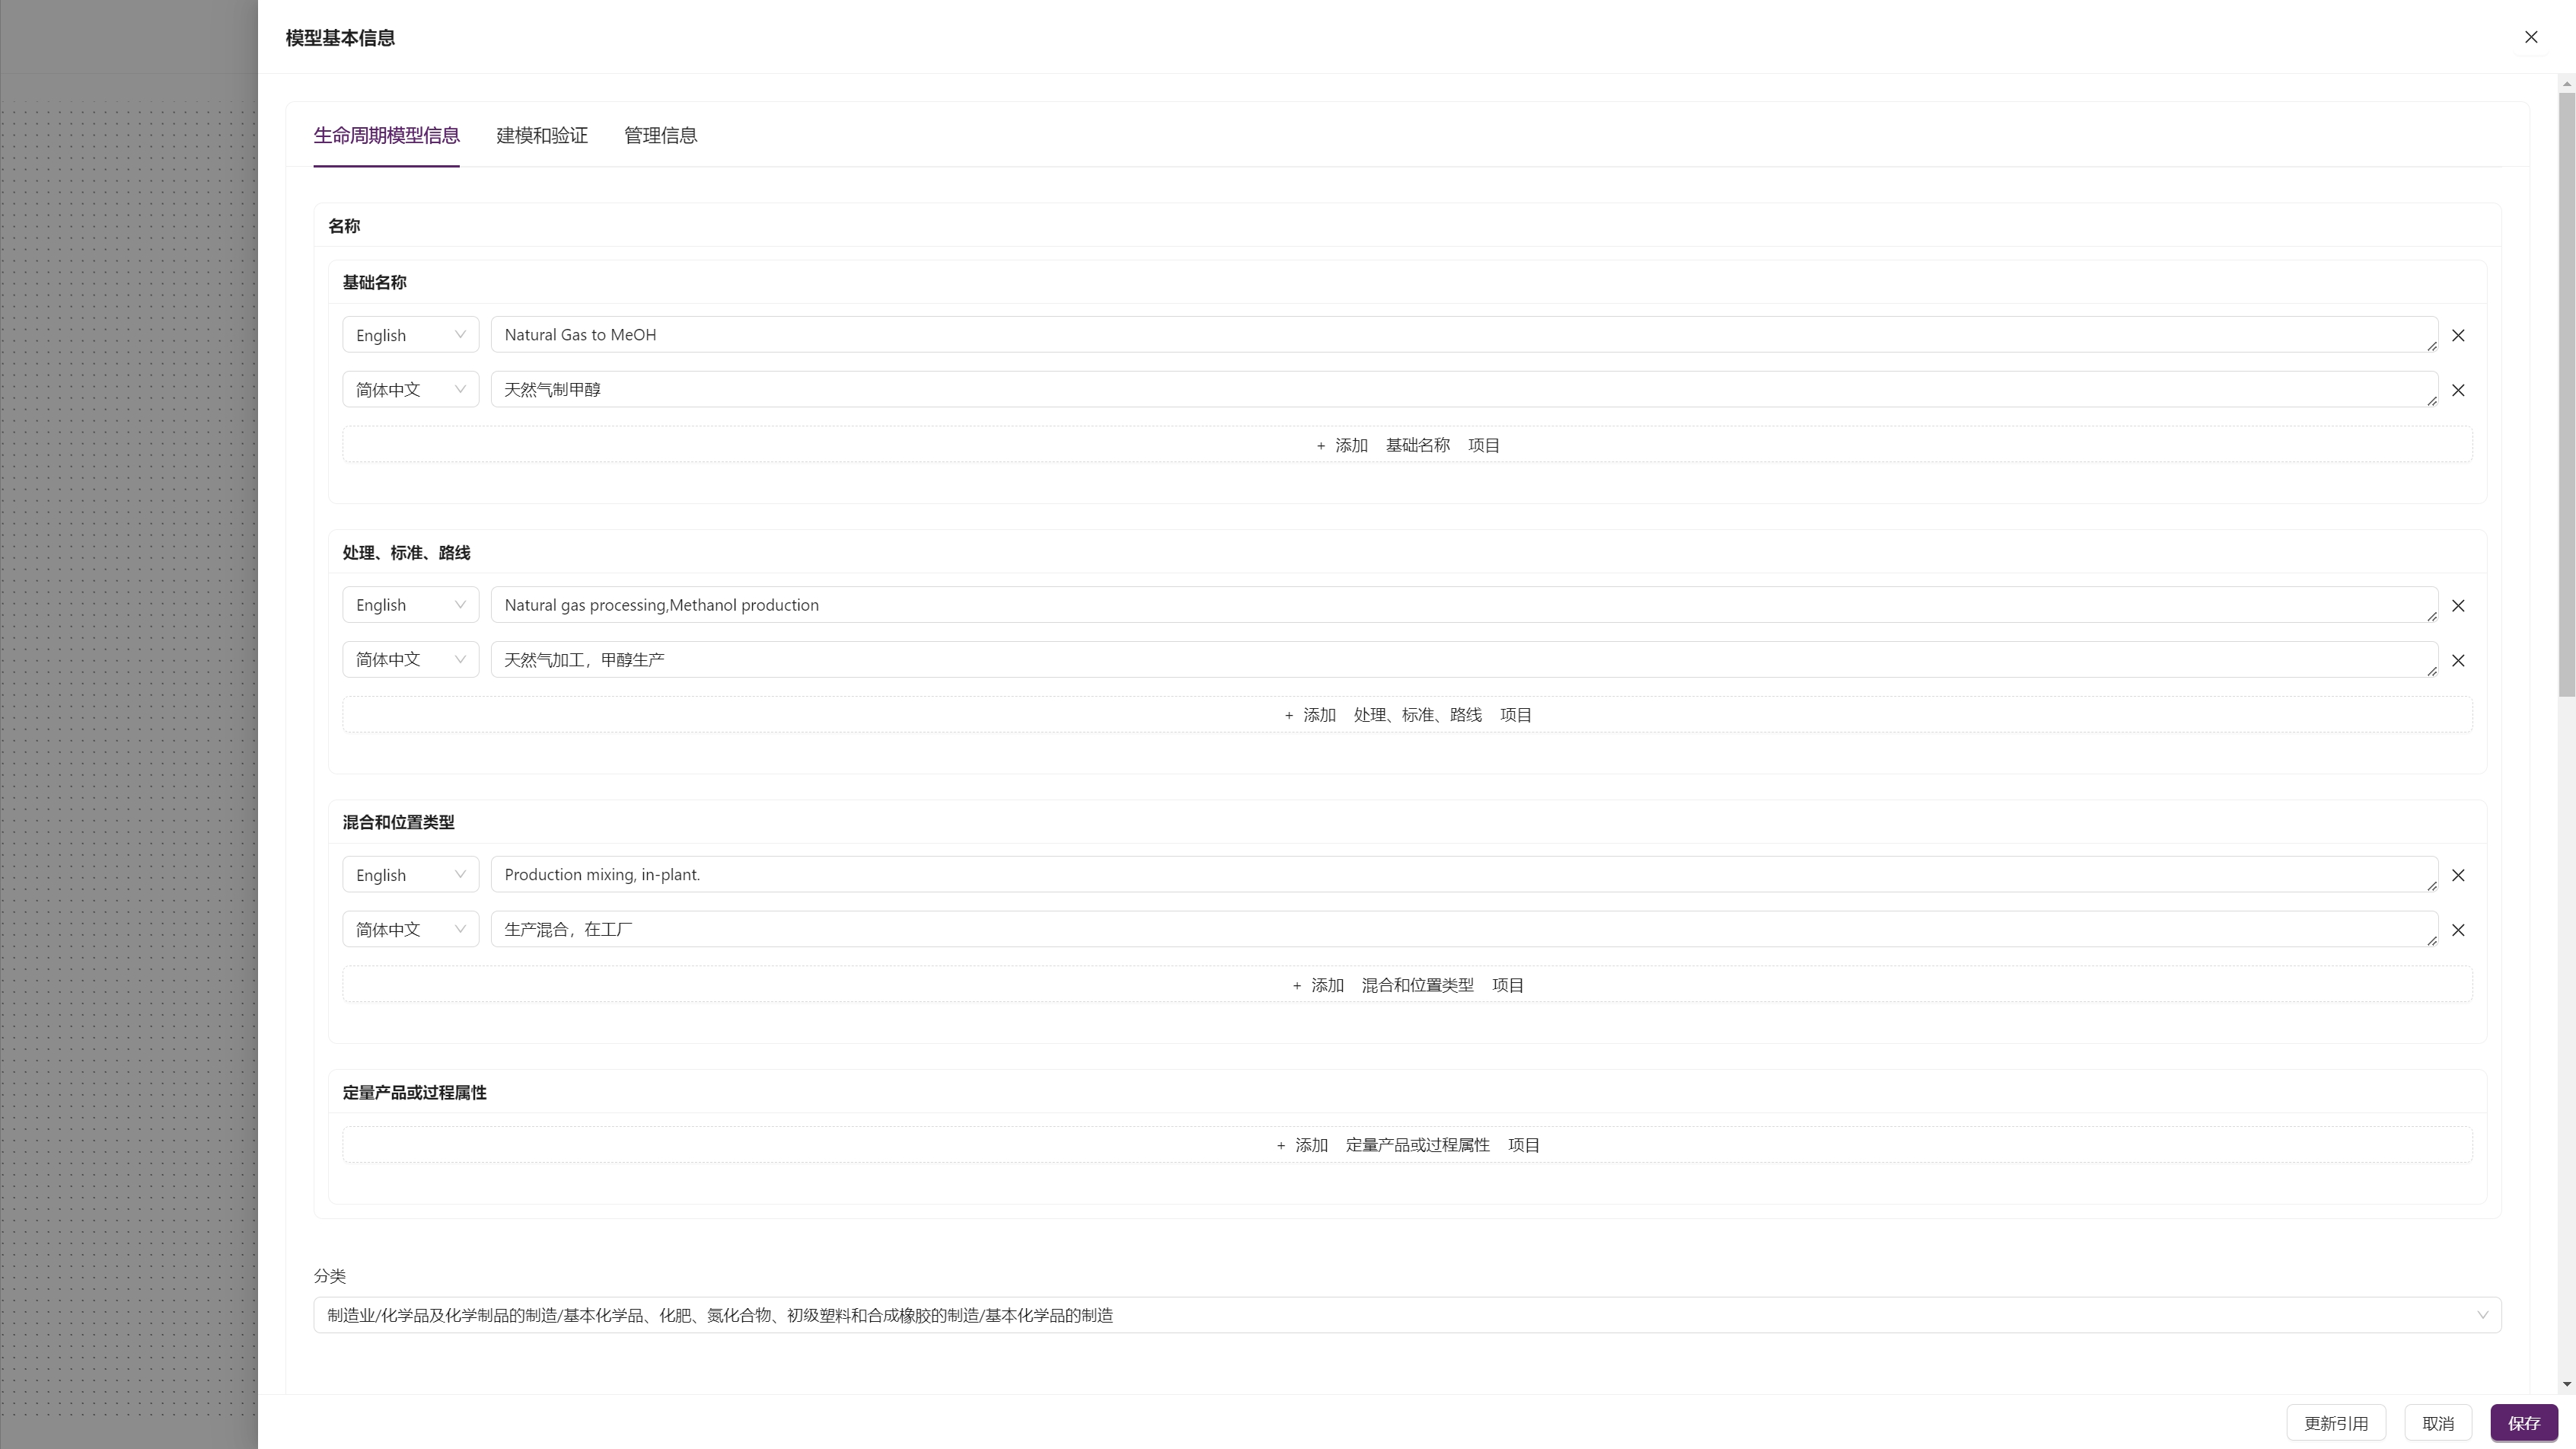 模型基本信息
生命周期模型信息 建模和验证 管理信息
名称
基础名称
English Natural Gas to MeOH
简体中文 天然气制甲醇
+ 添加 基础名称 项目
处理、标准、路线
English Natural gas processing,Methanol production
简体中文 天然气加工，甲醇生产
+ 添加 处理、标准、路线 项目
混合和位置类型
English Production mixing, in-plant.
简体中文 生产混合，在工厂
+ 添加 混合和位置类型 项目
定量产品或过程属性
+ 添加 定量产品或过程属性 项目
分类
制造业/化学品及化学制品的制造/基本化学品、化肥、氮化合物、初级塑料和合成橡胶的制造/基本化学品的制造
更新引用 取消 保存